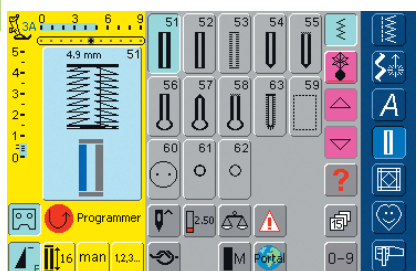 3A 0 3 6 9
51 52 53 54 55
4.9 mm 51
5-
4-
3-
2-
1-
0
56 57 58 63 59
60 61 62
A
?
Programmer
2.50
15
F 16 man 1,2,3...
M Portal 0-9